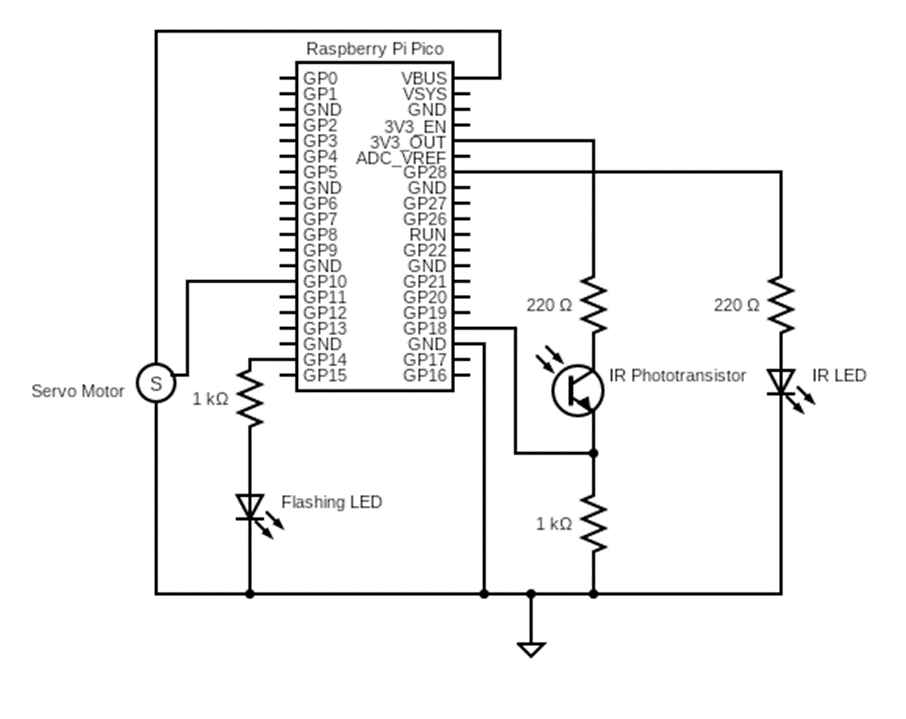 Raspberry Pi Pico
GP0 VBUS
GP1 VSYS
GND GND
GP2 3V3_EN
GP3 3V3_OUT
GP4 ADC_VREF
GP5 GP28
GND GND
GP6 GP27
GP7 GP26
GP8 RUN
GP9 GP22
GND GND
GP10 GP21
GP11 GP20
GP12 GP19
GP13 GP18
GND GND
GP14 GP17
GP15 GP16
220 Ω
220 Ω
Servo Motor
S
1 kΩ
IR Phototransistor
IR LED
Flashing LED
1 kΩ